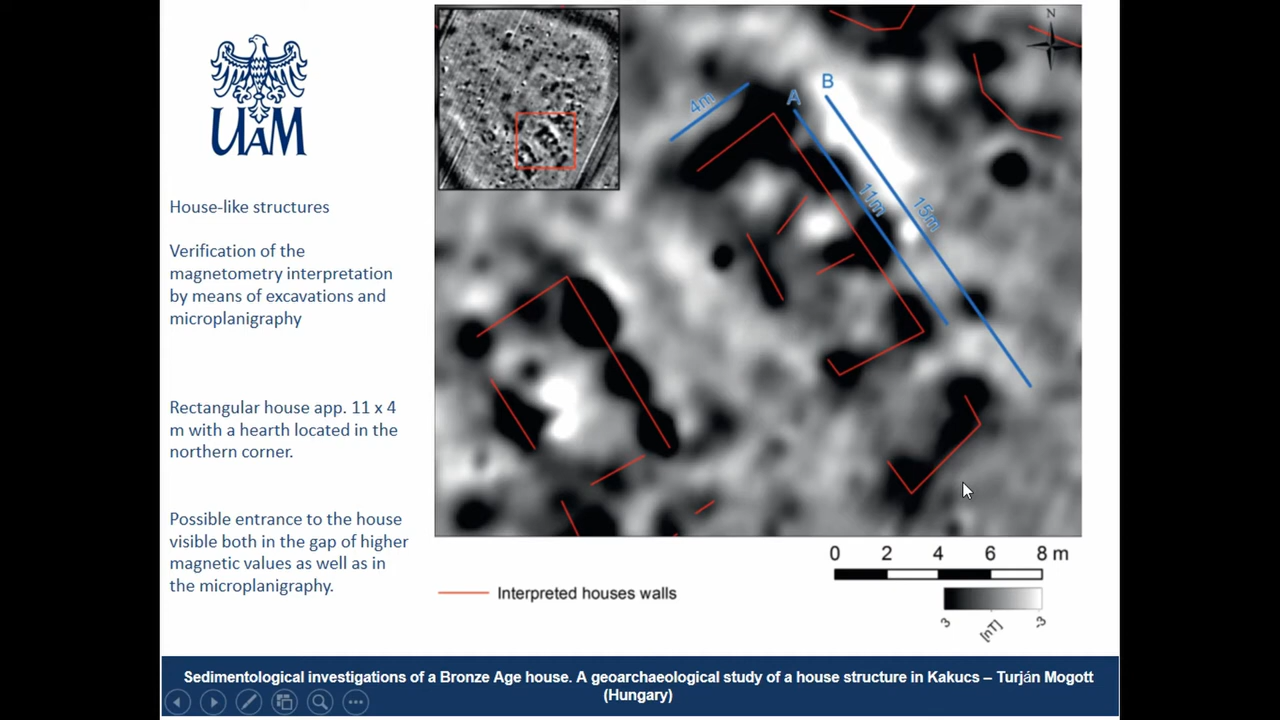 UAM
House-like structures
Verification of the
magnetometry interpretation
by means of excavations and
microplanigraphy
Rectangular house app. 11 x 4
m with a hearth located in the
northern corner.
Possible entrance to the house
visible both in the gap of higher
magnetic values as well as in
the microplanigraphy.
N
4m
A
B
11m
15m
0 2 4 6 8 m
Interpreted houses walls
3 [nT] -3
Sedimentological investigations of a Bronze Age house. A geoarchaeological study of a house structure in Kakucs – Turján Mogott
(Hungary)